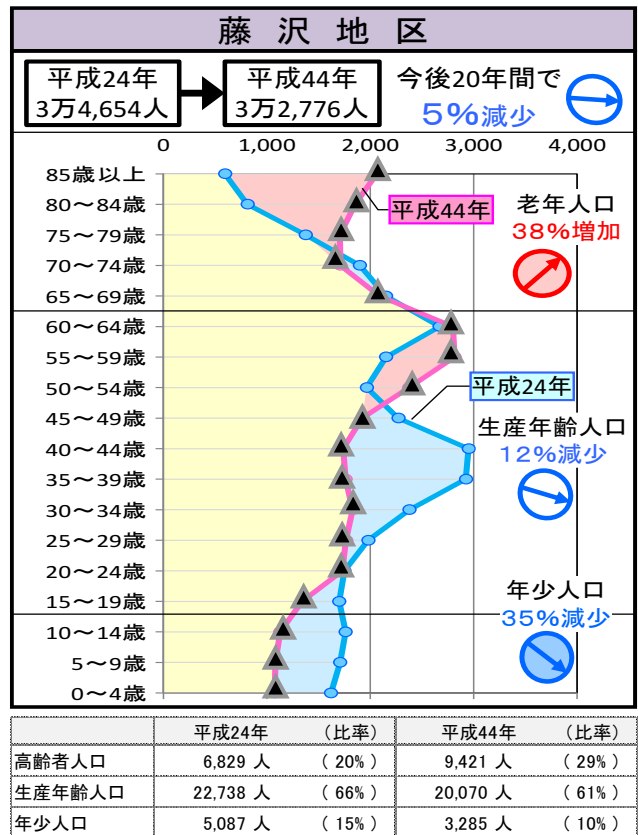 藤沢地区
平成24年
3万4,654人
平成44年
3万2,776人
今後20年間で
5%減少
0 1,000 2,000 3,000 4,000
85歳以上
80～84歳
75～79歳
70～74歳
65～69歳
60～64歳
55～59歳
50～54歳
45～49歳
40～44歳
35～39歳
30～34歳
25～29歳
20～24歳
15～19歳
10～14歳
5～9歳
0～4歳
平成44年
老年人口
38%増加
平成24年
生産年齢人口
12%減少
年少人口
35%減少
平成24年 （比率） 平成44年 （比率）
高齢者人口 6,829 人 （ 20% ） 9,421 人 （ 29% ）
生産年齢人口 22,738 人 （ 66% ） 20,070 人 （ 61% ）
年少人口 5,087 人 （ 15% ） 3,285 人 （ 10% ）